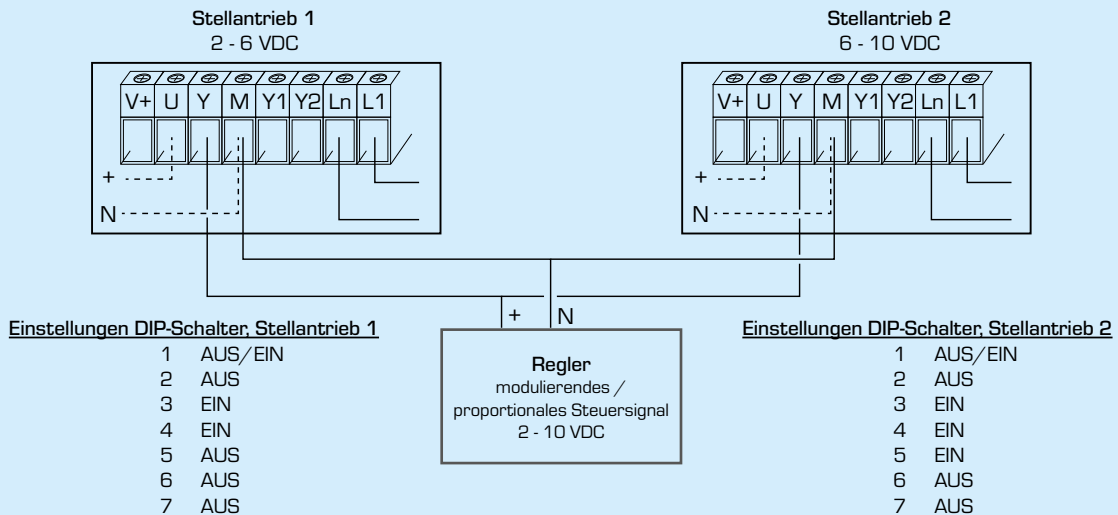 Stellantrieb 1
2 - 6 VDC
V+ U Y M Y1 Y2 Ln L1
+
N
Stellantrieb 2
6 - 10 VDC
V+ U Y M Y1 Y2 Ln L1
+
N
+ N
Regler
modulierendes /
proportionales Steuersignal
2 - 10 VDC
Einstellungen DIP-Schalter, Stellantrieb 1
1 AUS/EIN
2 AUS
3 EIN
4 EIN
5 AUS
6 AUS
7 AUS
Einstellungen DIP-Schalter, Stellantrieb 2
1 AUS/EIN
2 AUS
3 EIN
4 EIN
5 EIN
6 AUS
7 AUS